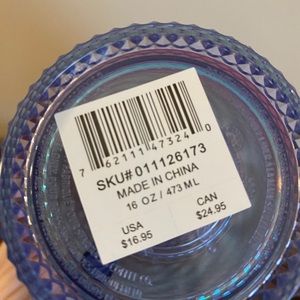 7 62111 47324 0
SKU# 011126173
MADE IN CHINA
16 OZ / 473 ML
USA CAN
$16.95 $24.95